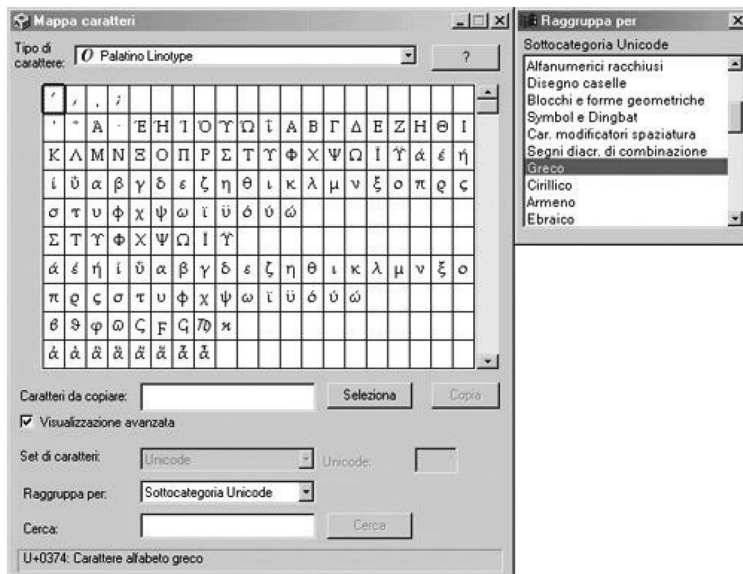 Mappa caratteri
Tipo di carattere: O Palatino Linotype ?
ʹ ͵ ͺ ;
΄ ΅ Ά · Έ Ή Ί Ό Ύ Ώ ΐ Α Β Γ Δ Ε Ζ Η Θ Ι
Κ Λ Μ Ν Ξ Ο Π Ρ Σ Τ Υ Φ Χ Ψ Ω Ϊ Ϋ ά έ ή
ί ΰ α β γ δ ε ζ η θ ι κ λ μ ν ξ ο π ρ ς
σ τ υ φ χ ψ ω ϊ ϋ ό ύ ώ
Σ Τ Υ Φ Χ Ψ Ω Ϊ Ϋ
ά έ ή ί ΰ α β γ δ ε ζ η θ ι κ λ μ ν ξ ο
π ρ ς σ τ υ φ χ ψ ω ϊ ϋ ό ύ ώ
ϐ ϑ φ ϖ Ϛ Ϝ Ϟ Ϡ ϰ
ἀ ἁ ἂ ἃ ἄ ἅ ἆ ἇ
Caratteri da copiare: Seleziona Copia
Visualizzazione avanzata
Set di caratteri: Unicode Unicode:
Raggruppa per: Sottocategoria Unicode
Cerca: Cerca
U+0374: Carattere alfabeto greco
Raggruppa per
Sottocategoria Unicode
Alfanumerici racchiusi
Disegno caselle
Blocchi e forme geometriche
Symbol e Dingbat
Car. modificatori spaziatura
Segni diacr. di combinazione
Greco
Cirillico
Armeno
Ebraico